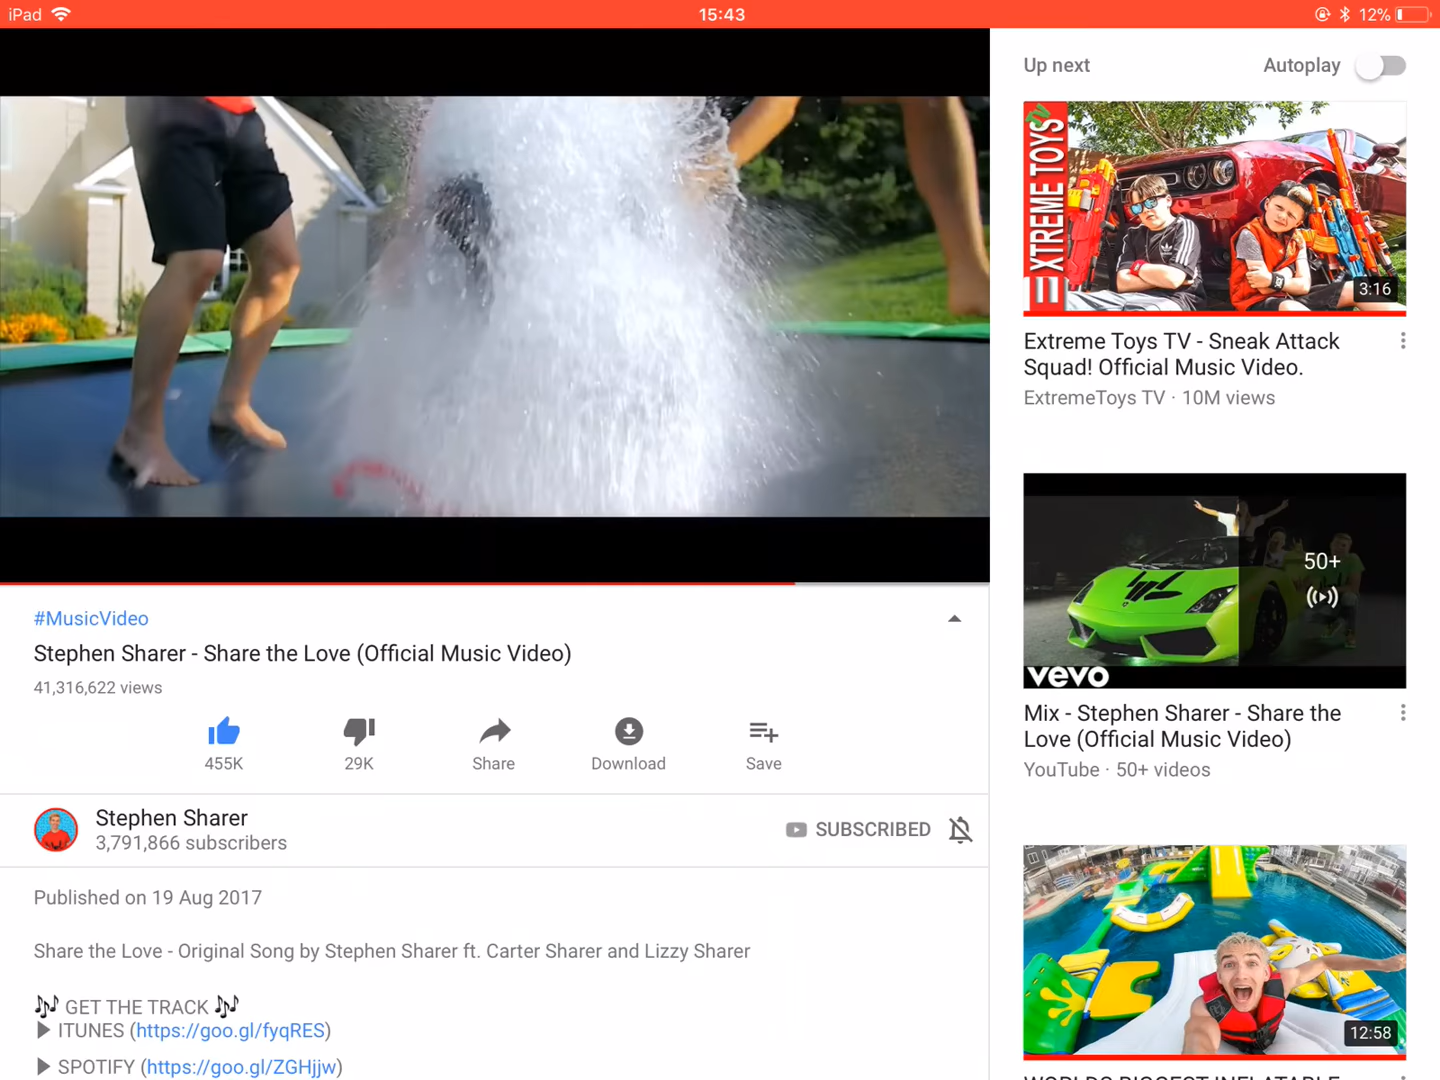 iPad
15:43
12%
#MusicVideo
Stephen Sharer - Share the Love (Official Music Video)
41,316,622 views
455K
29K
Share
Download
Save
Stephen Sharer
3,791,866 subscribers
SUBSCRIBED
Published on 19 Aug 2017
Share the Love - Original Song by Stephen Sharer ft. Carter Sharer and Lizzy Sharer
🎶 GET THE TRACK 🎶
▶ ITUNES (https://goo.gl/fyqRES)
▶ SPOTIFY (https://goo.gl/ZGHjjw)
Up next
Autoplay
EXTREME TOYS TV
3:16
Extreme Toys TV - Sneak Attack
Squad! Official Music Video.
ExtremeToys TV · 10M views
50+
vevo
Mix - Stephen Sharer - Share the
Love (Official Music Video)
YouTube · 50+ videos
12:58
WORLDS BIGGEST INFLATABLE